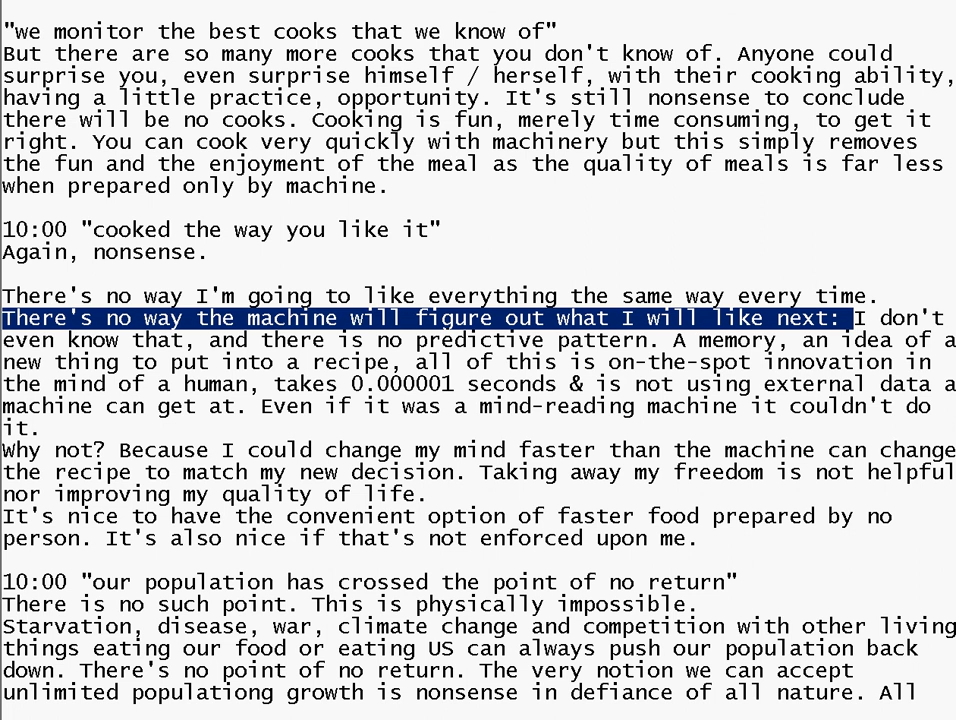 "we monitor the best cooks that we know of"
But there are so many more cooks that you don't know of. Anyone could
surprise you, even surprise himself / herself, with their cooking ability,
having a little practice, opportunity. It's still nonsense to conclude
there will be no cooks. Cooking is fun, merely time consuming, to get it
right. You can cook very quickly with machinery but this simply removes
the fun and the enjoyment of the meal as the quality of meals is far less
when prepared only by machine.
10:00 "cooked the way you like it"
Again, nonsense.
There's no way I'm going to like everything the same way every time.
There's no way the machine will figure out what I will like next: I don't
even know that, and there is no predictive pattern. A memory, an idea of a
new thing to put into a recipe, all of this is on-the-spot innovation in
the mind of a human, takes 0.000001 seconds & is not using external data a
machine can get at. Even if it was a mind-reading machine it couldn't do
it.
Why not? Because I could change my mind faster than the machine can change
the recipe to match my new decision. Taking away my freedom is not helpful
nor improving my quality of life.
It's nice to have the convenient option of faster food prepared by no
person. It's also nice if that's not enforced upon me.
10:00 "our population has crossed the point of no return"
There is no such point. This is physically impossible.
Starvation, disease, war, climate change and competition with other living
things eating our food or eating US can always push our population back
down. There's no point of no return. The very notion we can accept
unlimited populationg growth is nonsense in defiance of all nature. All